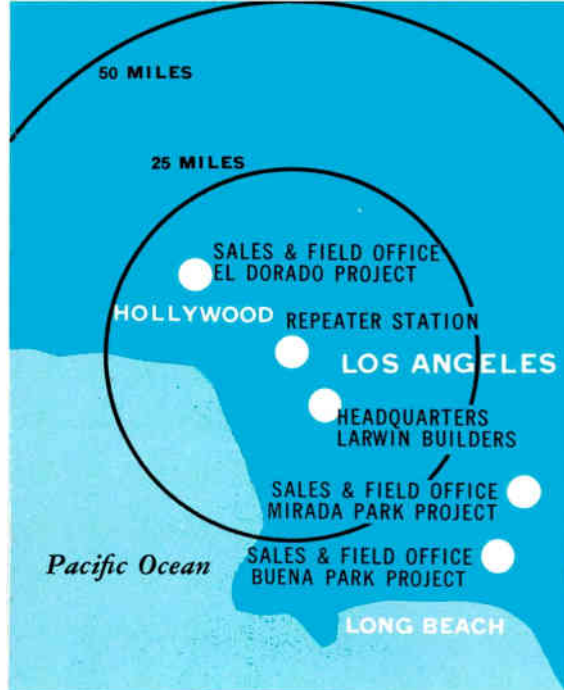 50 MILES
25 MILES
SALES & FIELD OFFICE
EL DORADO PROJECT
HOLLYWOOD
REPEATER STATION
LOS ANGELES
HEADQUARTERS
LARWIN BUILDERS
SALES & FIELD OFFICE
MIRADA PARK PROJECT
Pacific Ocean
SALES & FIELD OFFICE
BUENA PARK PROJECT
LONG BEACH